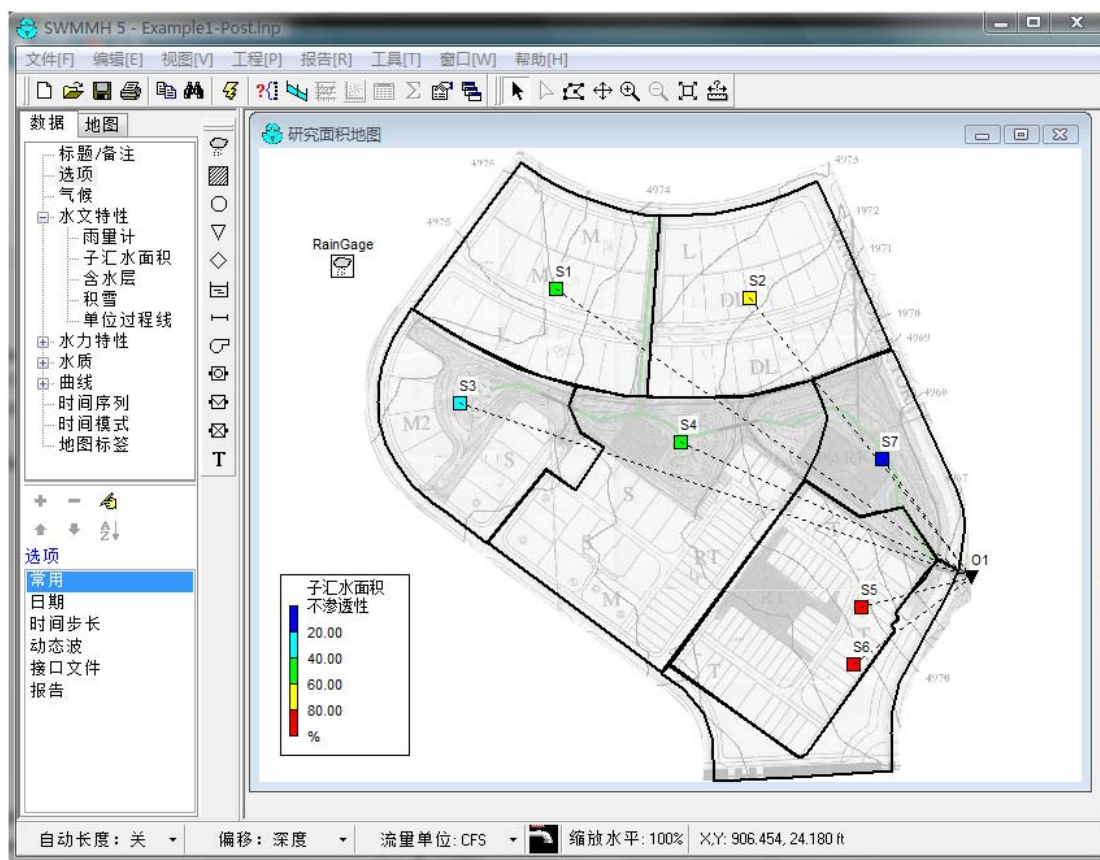 SWMMH 5 - Example1-Post.inp
文件[F] 编辑[E] 视图[V] 工程[P] 报告[R] 工具[T] 窗口[W] 帮助[H]
数据 地图
标题/备注
选项
气候
水文特性
雨量计
子汇水面积
含水层
积雪
单位过程线
水力特性
水质
曲线
时间序列
时间模式
地图标签
T
选项
常用
日期
时间步长
动态波
接口文件
报告
研究面积地图
4975
4973
4974
4972
4975
4971
RainGage
M
L
S1
S2
M
DL
4970
4969
L
DL
4968
S3
M2
S4
S7
S
S
S
RT
O1
M
S5
S6
T
T
4970
子汇水面积
不渗透性
20.00
40.00
60.00
80.00
%
自动长度: 关 偏移: 深度 流量单位: CFS 缩放水平: 100% X,Y: 906.454, 24.180 ft